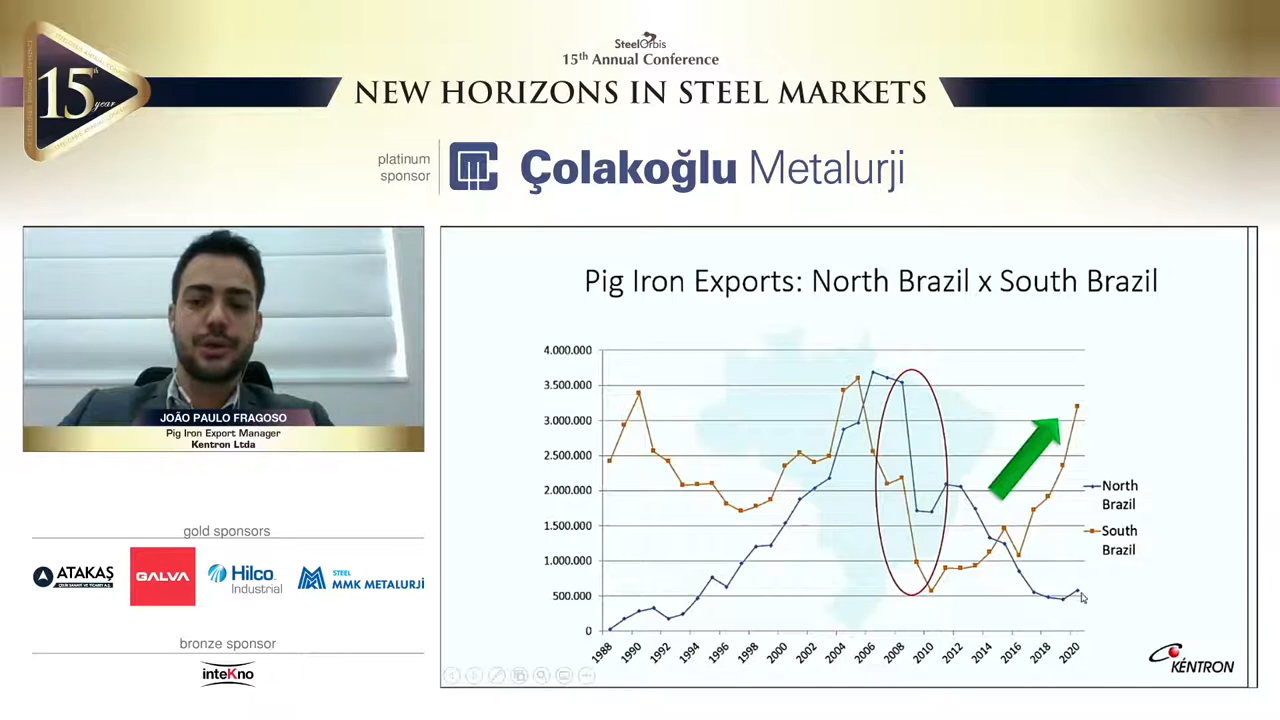 SteelOrbis
15th Annual Conference
NEW HORIZONS IN STEEL MARKETS
15th
year
platinum
sponsor
Çolakoğlu Metalurji
JOÃO PAULO FRAGOSO
Pig Iron Export Manager
Kentron Ltda
gold sponsors
ATAKAŞ
GALVA
Hilco
Industrial
STEEL
MMK METALURJI
bronze sponsor
inteKno
Pig Iron Exports: North Brazil x South Brazil
4.000.000
3.500.000
3.000.000
2.500.000
2.000.000
1.500.000
1.000.000
500.000
0
1988
1990
1992
1994
1996
1998
2000
2002
2004
2006
2008
2010
2012
2014
2016
2018
2020
North
Brazil
South
Brazil
KÉNTRON